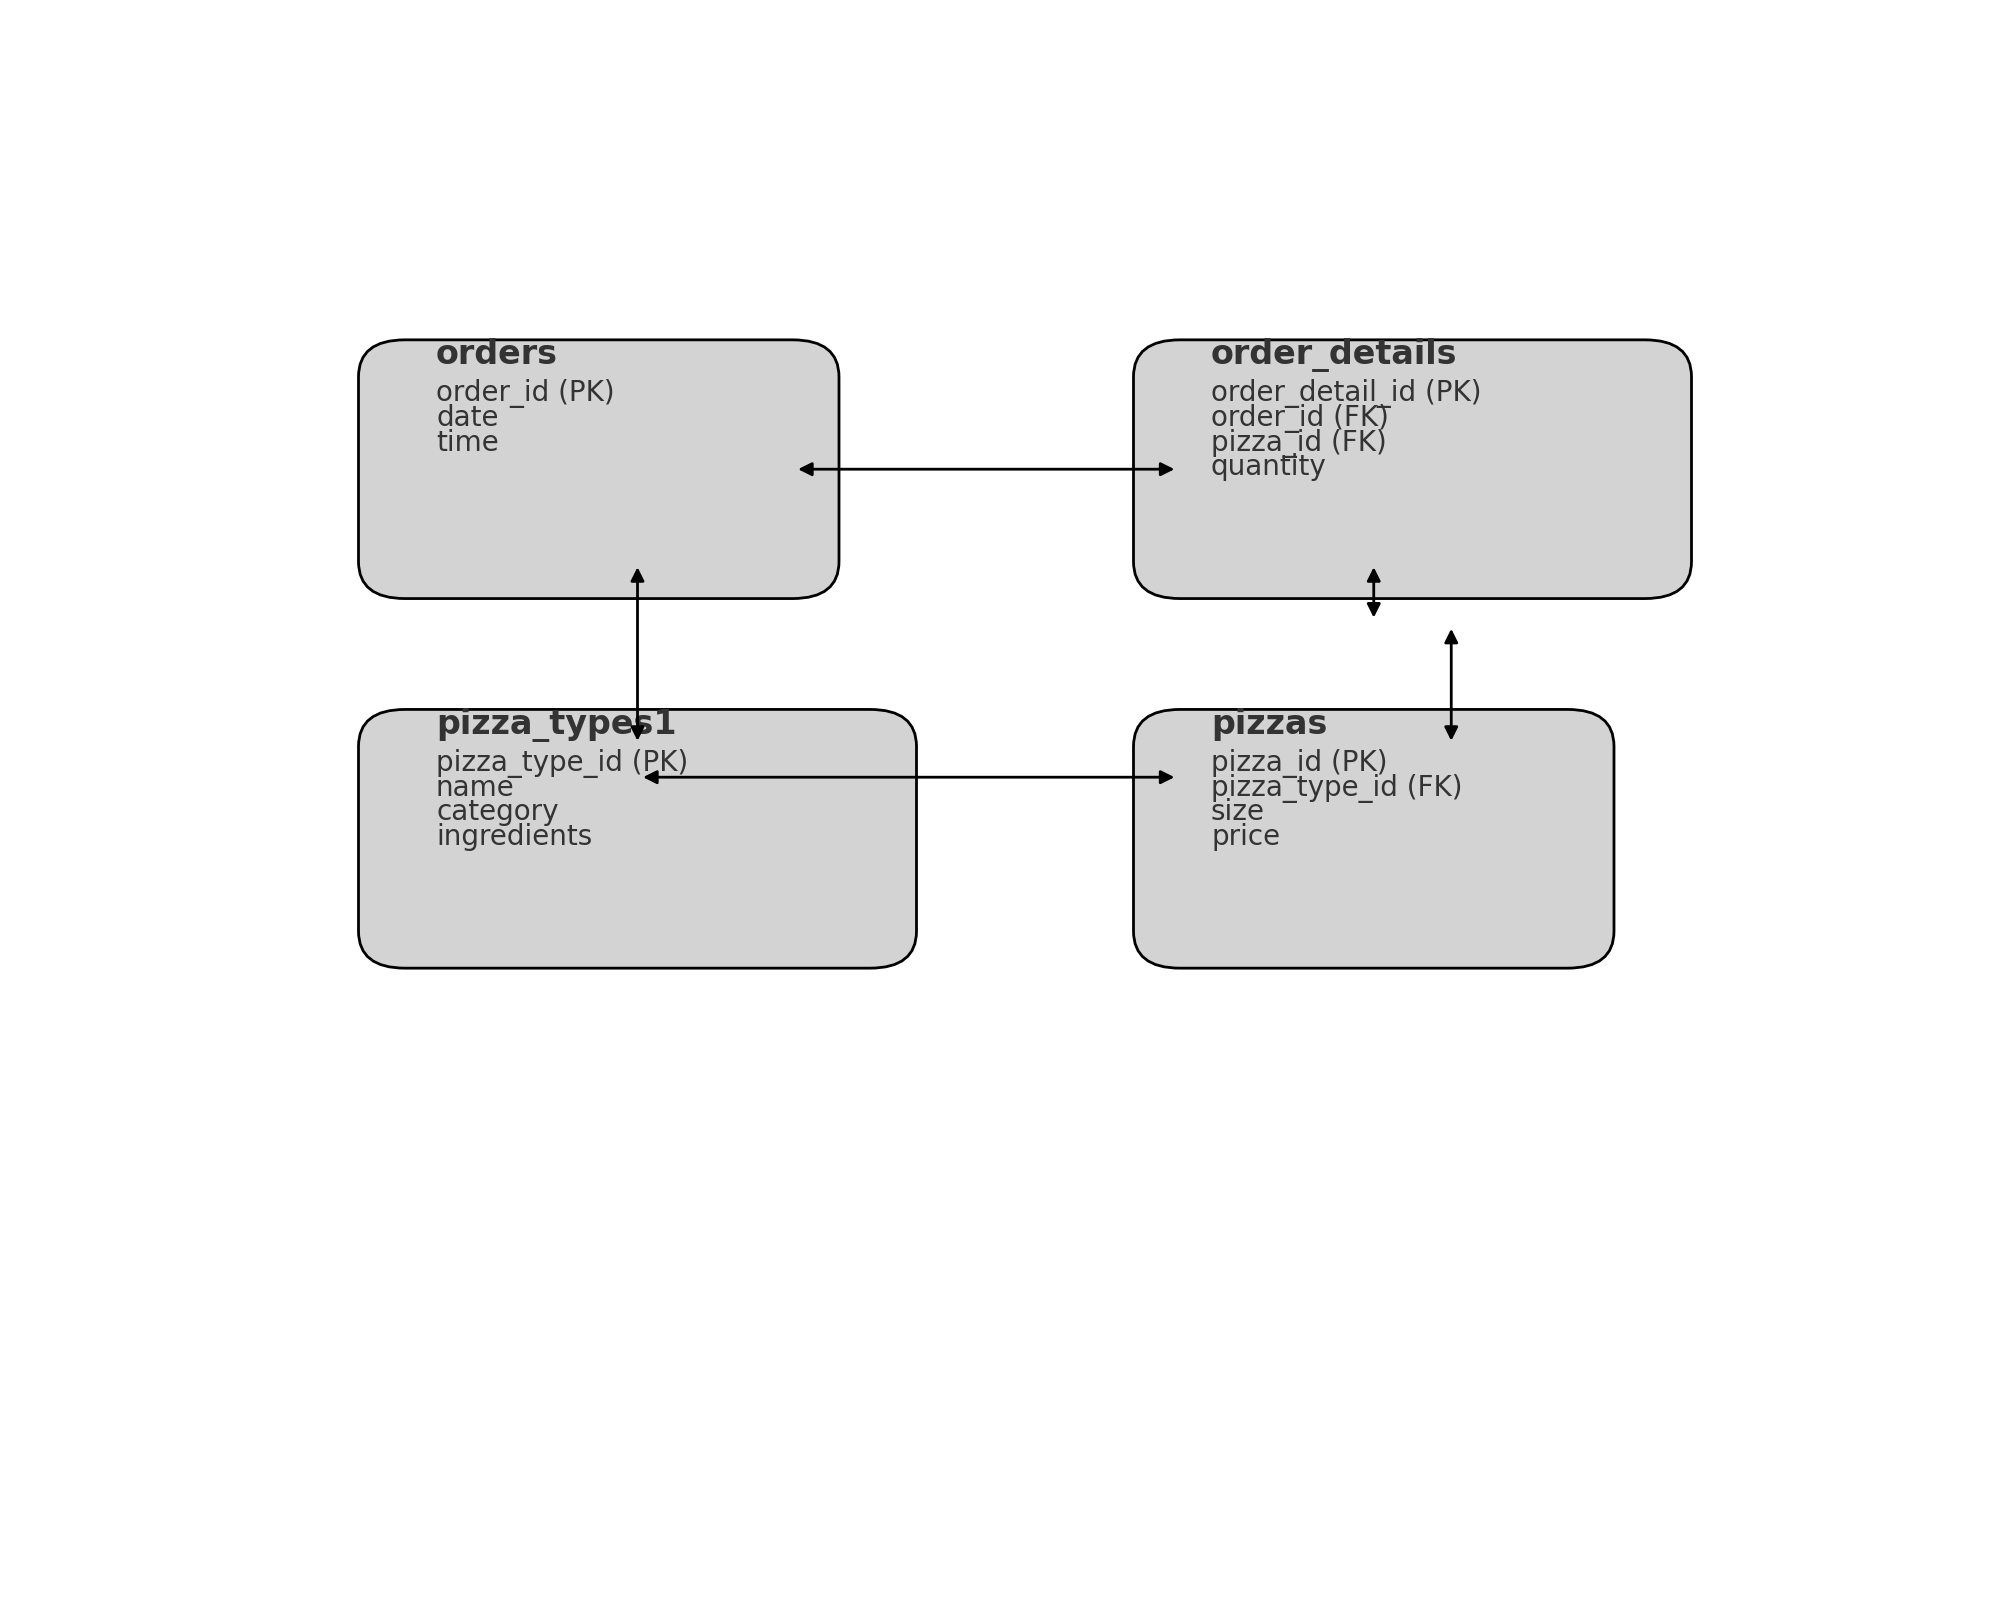 orders
order_id (PK)
date
time
order_details
order_detail_id (PK)
order_id (FK)
pizza_id (FK)
quantity
pizza_types1
pizza_type_id (PK)
name
category
ingredients
pizzas
pizza_id (PK)
pizza_type_id (FK)
size
price